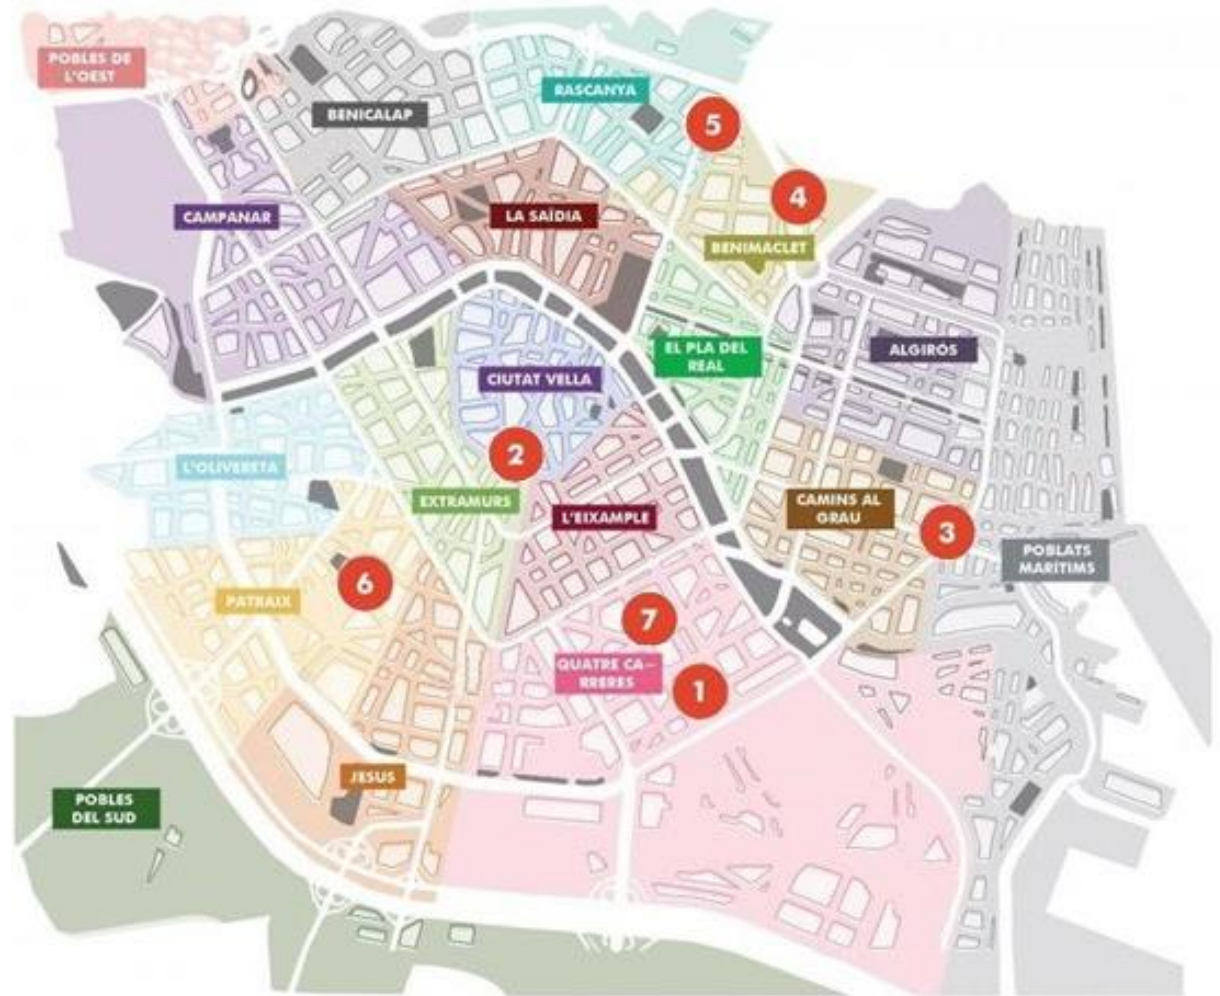 POBLES DE
L'OEST
RASCANYA
BENICALAP
5
4
CAMPANAR
LA SAÏDIA
BENIMACLET
EL PLA DEL
REAL
ALGIRÓS
CIUTAT VELLA
2
L'OLIVERETA
EXTRAMURS
L'EIXAMPLE
CAMINS AL
GRAU
3
POBLATS
MARÍTIMS
6
PATRAIX
7
QUATRE CA-
RRERES
1
JESUS
POBLES
DEL SUD